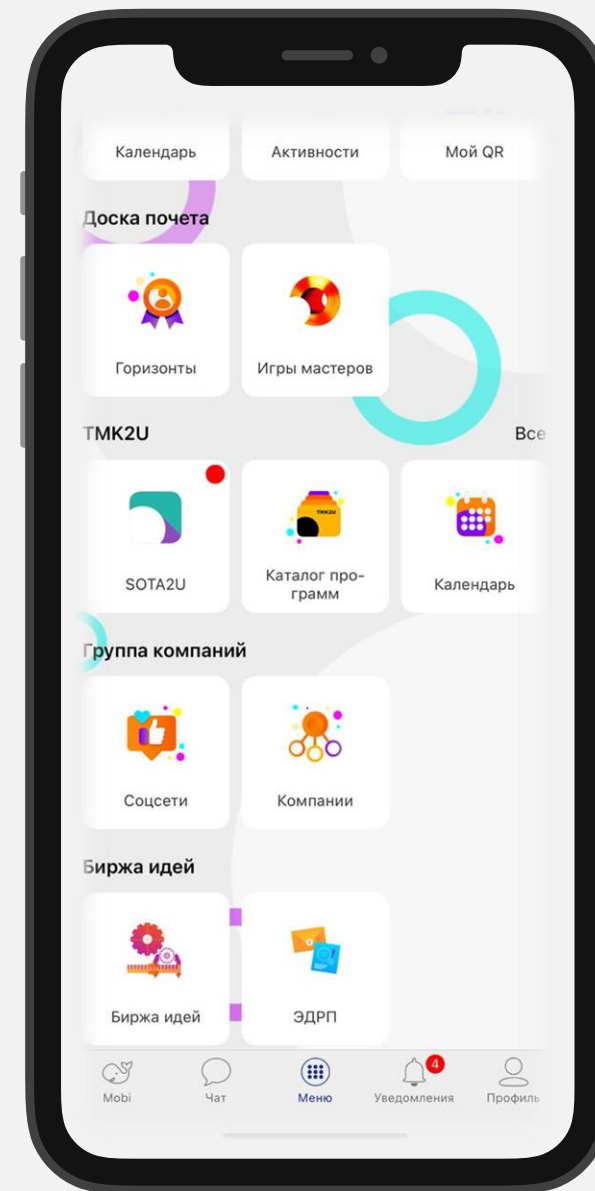 Календарь
Активности
Мой QR
Доска почета
Горизонты
Игры мастеров
TMK2U
Все
SOTA2U
TMK2U
Каталог про-
грамм
Календарь
Группа компаний
Соцсети
Компании
Биржа идей
Биржа идей
ЭДРП
4
Mobi
Чат
Меню
Уведомления
Профиль